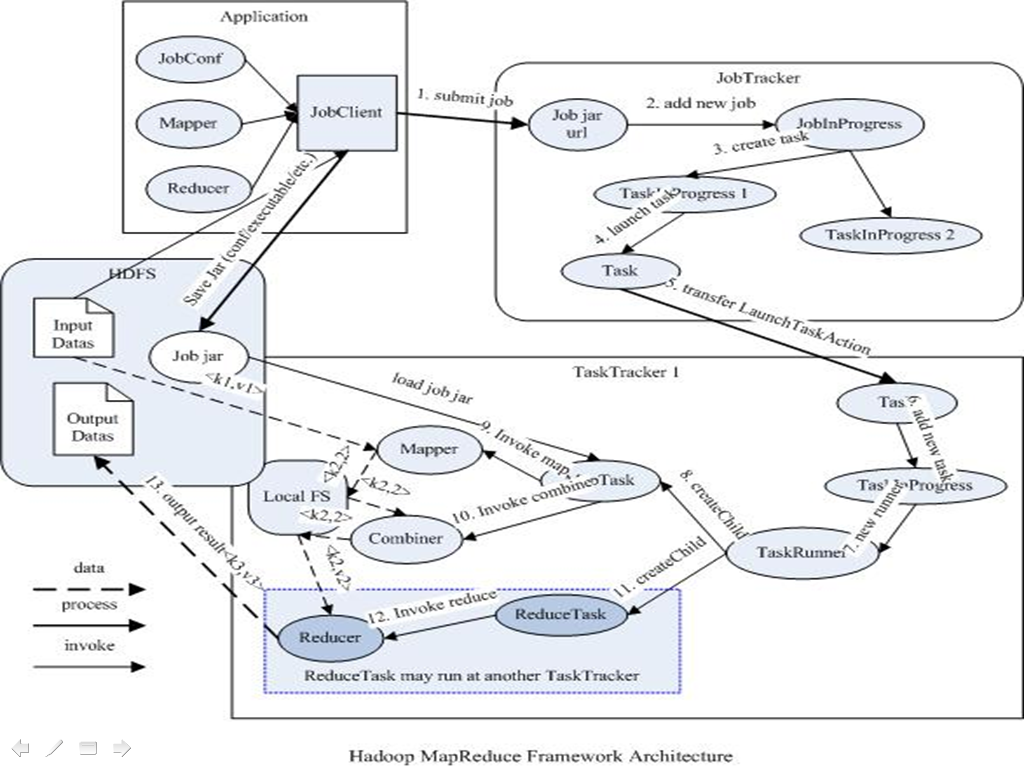 Application
JobConf
Mapper
Reducer
JobClient
1. submit job
JobTracker
Job jar
url
2. add new job
JobInProgress
3. create task
TaskInProgress 1
4. launch task
TaskInProgress 2
Task
5. transfer LaunchTaskAction
Save Jar (conf/executable/etc.)
HDFS
Input
Datas
Job jar
<k1,v1>
Output
Datas
TaskTracker 1
load job jar
Task
6. add new task
7. new runner
TaskRunner
8. createChild
9. Invoke map
Task
Mapper
<k2,2>
<k2,2>
Local FS
<k2,2>
10. Invoke combiner
Combiner
<k2,v2>
11. createChild
ReduceTask
12. Invoke reduce
Reducer
13. output result<k3,v3>
ReduceTask may run at another TaskTracker
data
process
invoke
Hadoop MapReduce Framework Architecture